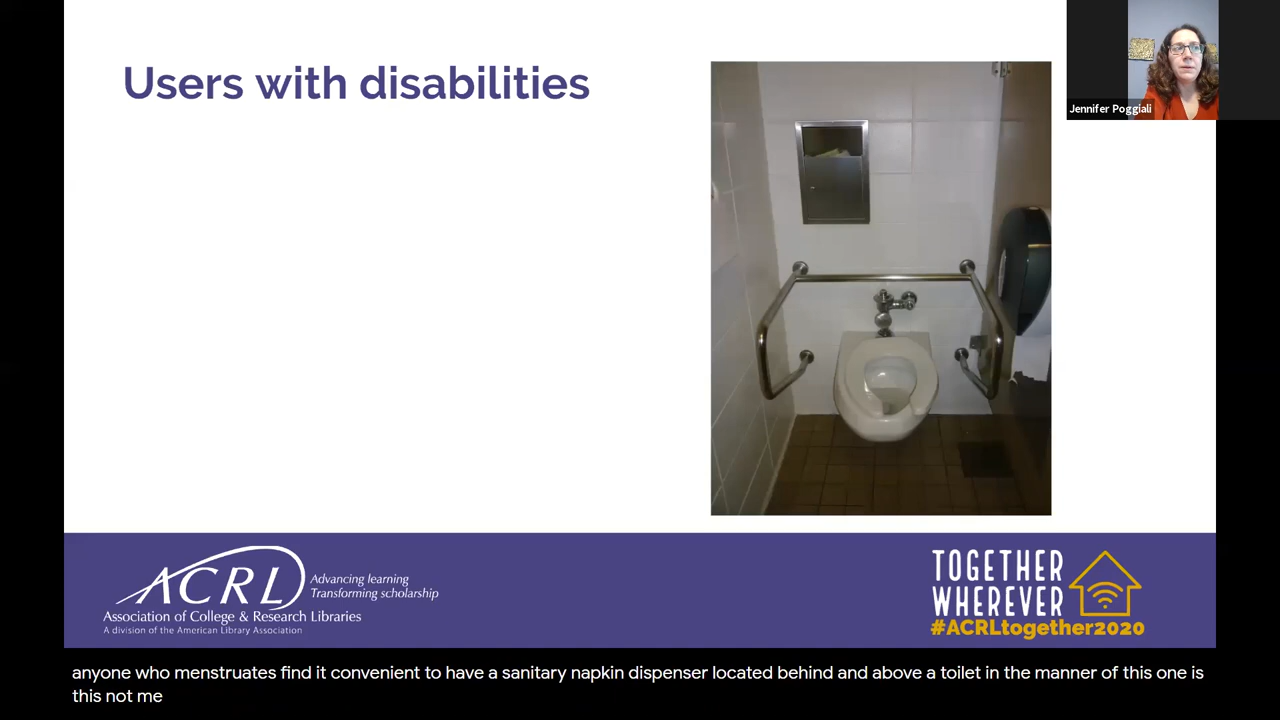 Users with disabilities
Jennifer Poggiali
ACRL
Advancing learning
Transforming scholarship
Association of College & Research Libraries
A division of the American Library Association
TOGETHER
WHEREVER
#ACRLtogether2020
anyone who menstruates find it convenient to have a sanitary napkin dispenser located behind and above a toilet in the manner of this one is
this not me